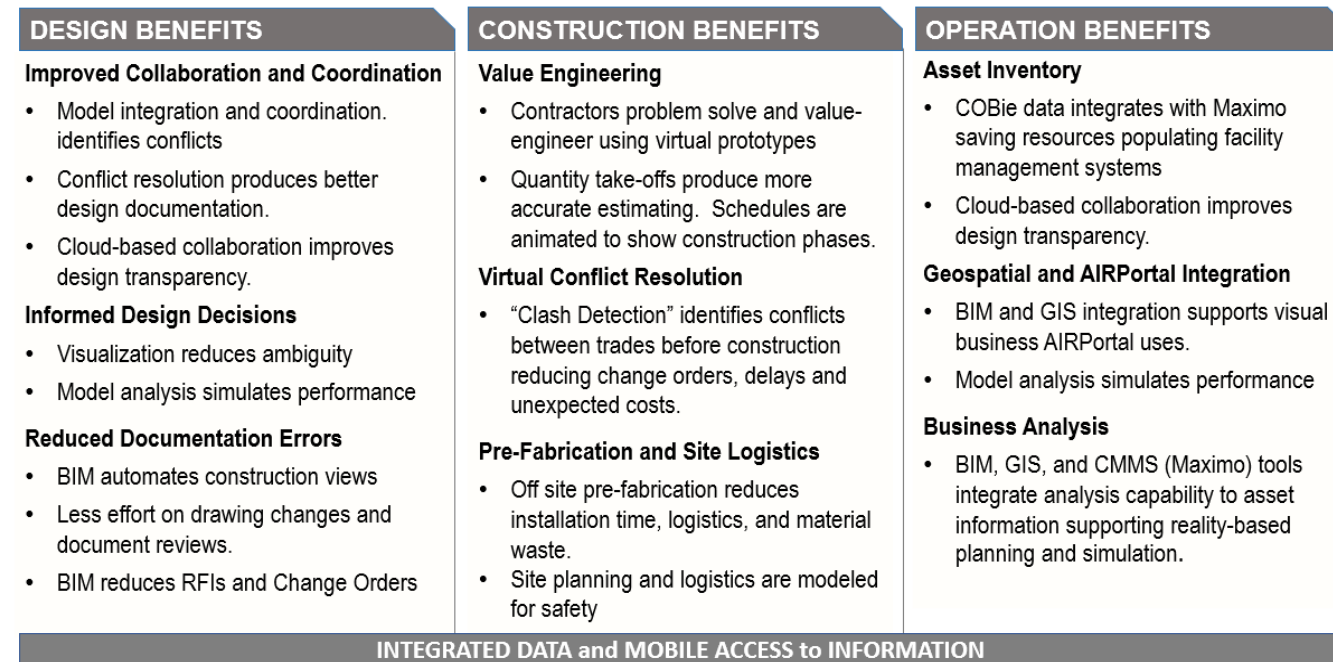 DESIGN BENEFITS
Improved Collaboration and Coordination
• Model integration and coordination.
identifies conflicts
• Conflict resolution produces better
design documentation.
• Cloud-based collaboration improves
design transparency.
Informed Design Decisions
• Visualization reduces ambiguity
• Model analysis simulates performance
Reduced Documentation Errors
• BIM automates construction views
• Less effort on drawing changes and
document reviews.
• BIM reduces RFIs and Change Orders
CONSTRUCTION BENEFITS
Value Engineering
• Contractors problem solve and value-
engineer using virtual prototypes
• Quantity take-offs produce more
accurate estimating. Schedules are
animated to show construction phases.
Virtual Conflict Resolution
• “Clash Detection” identifies conflicts
between trades before construction
reducing change orders, delays and
unexpected costs.
Pre-Fabrication and Site Logistics
• Off site pre-fabrication reduces
installation time, logistics, and material
waste.
• Site planning and logistics are modeled
for safety
OPERATION BENEFITS
Asset Inventory
• COBie data integrates with Maximo
saving resources populating facility
management systems
• Cloud-based collaboration improves
design transparency.
Geospatial and AIRPortal Integration
• BIM and GIS integration supports visual
business AIRPortal uses.
• Model analysis simulates performance
Business Analysis
• BIM, GIS, and CMMS (Maximo) tools
integrate analysis capability to asset
information supporting reality-based
planning and simulation.
INTEGRATED DATA and MOBILE ACCESS to INFORMATION